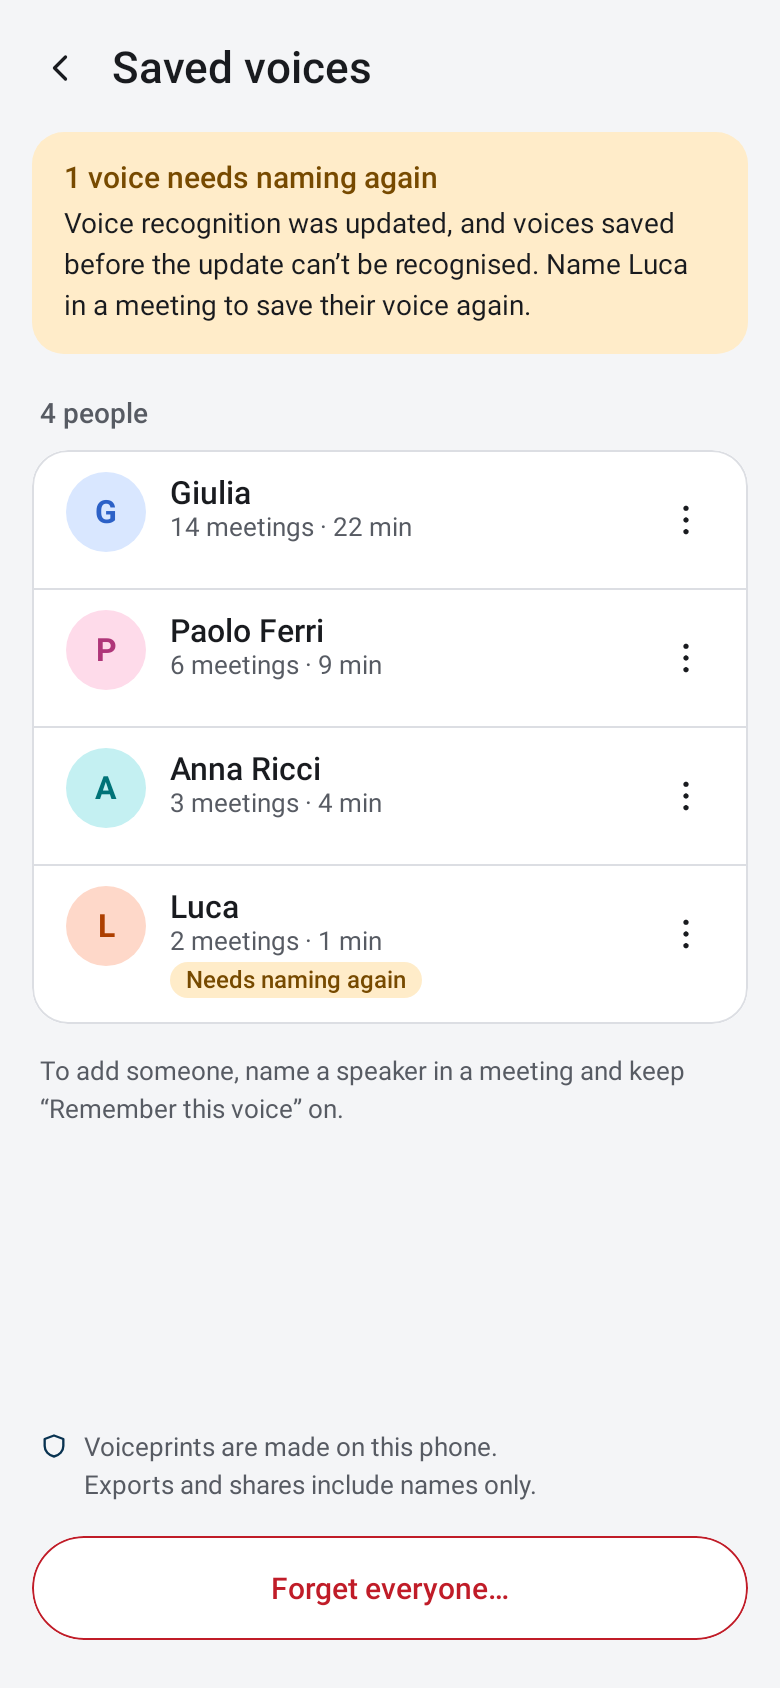 Saved voices
1 voice needs naming again
Voice recognition was updated, and voices saved
before the update can’t be recognised. Name Luca
in a meeting to save their voice again.
4 people
G
Giulia
14 meetings · 22 min
P
Paolo Ferri
6 meetings · 9 min
A
Anna Ricci
3 meetings · 4 min
L
Luca
2 meetings · 1 min
Needs naming again
To add someone, name a speaker in a meeting and keep
“Remember this voice” on.
Voiceprints are made on this phone.
Exports and shares include names only.
Forget everyone…